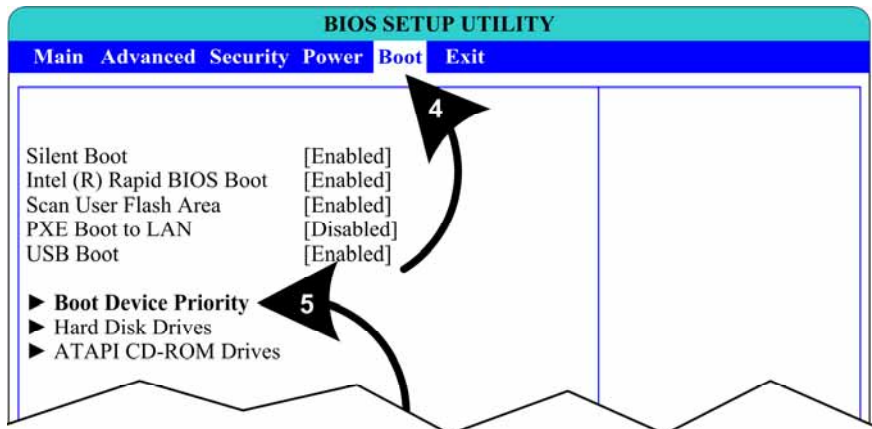 BIOS SETUP UTILITY
Main Advanced Security Power Boot Exit
4
Silent Boot [Enabled]
Intel (R) Rapid BIOS Boot [Enabled]
Scan User Flash Area [Enabled]
PXE Boot to LAN [Disabled]
USB Boot [Enabled]
► Boot Device Priority 5
► Hard Disk Drives
► ATAPI CD-ROM Drives